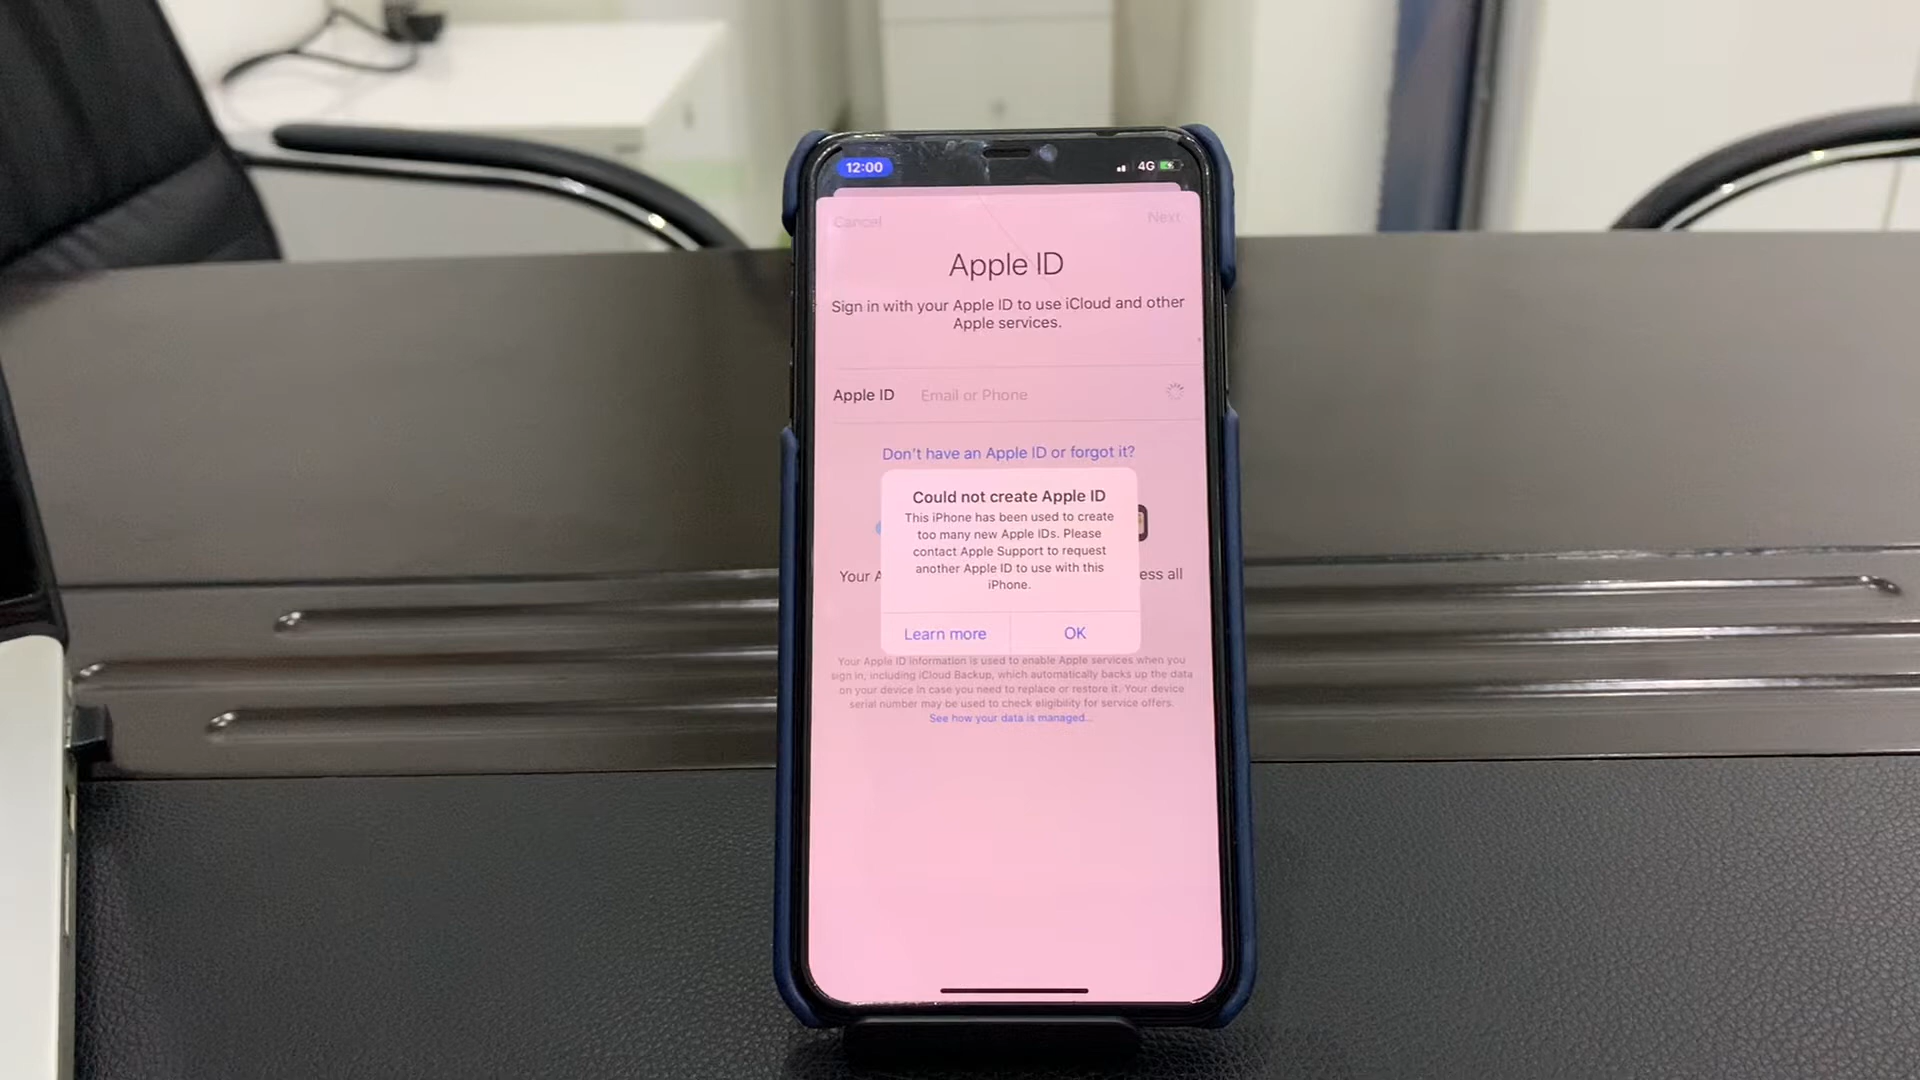 12:00
4G
Cancel
Next
Apple ID
Sign in with your Apple ID to use iCloud and other
Apple services.
Apple ID
Email or Phone
Don't have an Apple ID or forgot it?
Could not create Apple ID
This iPhone has been used to create
too many new Apple IDs. Please
contact Apple Support to request
another Apple ID to use with this
iPhone.
Your A
ess all
Learn more
OK
Your Apple ID information is used to enable Apple services when you
sign in, including iCloud Backup, which automatically backs up the data
on your device in case you need to replace or restore it. Your device
serial number may be used to check eligibility for service offers.
See how your data is managed...